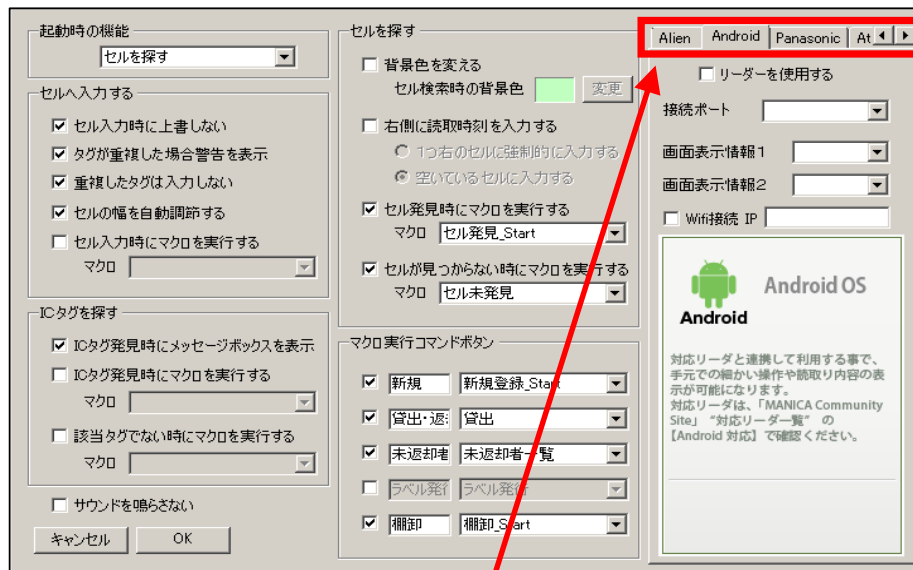 起動時の機能
セルを探す
セルへ入力する
セル入力時に上書しない
タグが重複した場合警告を表示
重複したタグは入力しない
セルの幅を自動調節する
セル入力時にマクロを実行する
マクロ
ICタグを探す
ICタグ発見時にメッセージボックスを表示
ICタグ発見時にマクロを実行する
マクロ
該当タグでない時にマクロを実行する
マクロ
サウンドを鳴らさない
キャンセル OK
セルを探す
背景色を変える
セル検索時の背景色 変更
右側に読取時刻を入力する
1つ右のセルに強制的に入力する
空いているセルに入力する
セル発見時にマクロを実行する
マクロ セル発見_Start
セルが見つからない時にマクロを実行する
マクロ セル未発見
マクロ実行コマンドボタン
新規 新規登録_Start
貸出・返 貸出
未返却者 未返却者一覧
ラベル発行 ラベル発行
棚卸 棚卸_Start
Alien Android Panasonic At
リーダーを使用する
接続ポート
画面表示情報1
画面表示情報2
Wifi接続 IP
Android OS
Android
対応リーダと連携して利用する事で、
手元での細かい操作や読取り内容の表
示が可能になります。
対応リーダは、「MANICA Community
Site」 “対応リーダ一覧” の
【Android 対応】で確認ください。